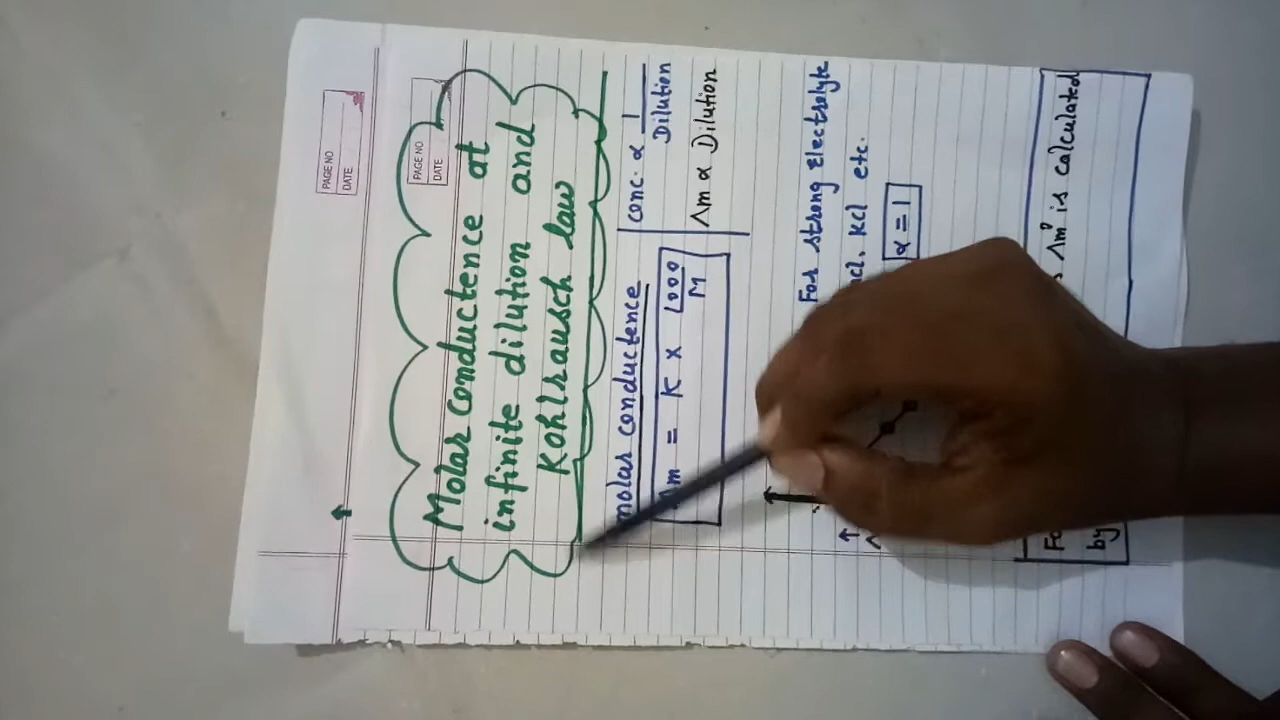 PAGE NO
DATE
PAGE NO
DATE
Molar conductence at
infinite dilution and
Kohlrausch law
molar conductence
m = K × 1000
M
conc. ∝ 1
Dilution
Λm ∝ Dilution
For strong Electrolyte
KCl etc.
α = 1
Λm° is calculated
by